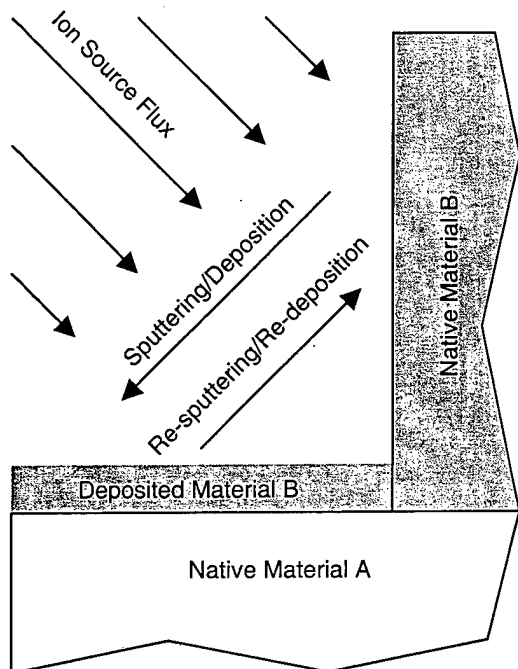 Ion Source Flux
Sputtering/Deposition
Re-sputtering/Re-deposition
Native Material B
Deposited Material B
Native Material A